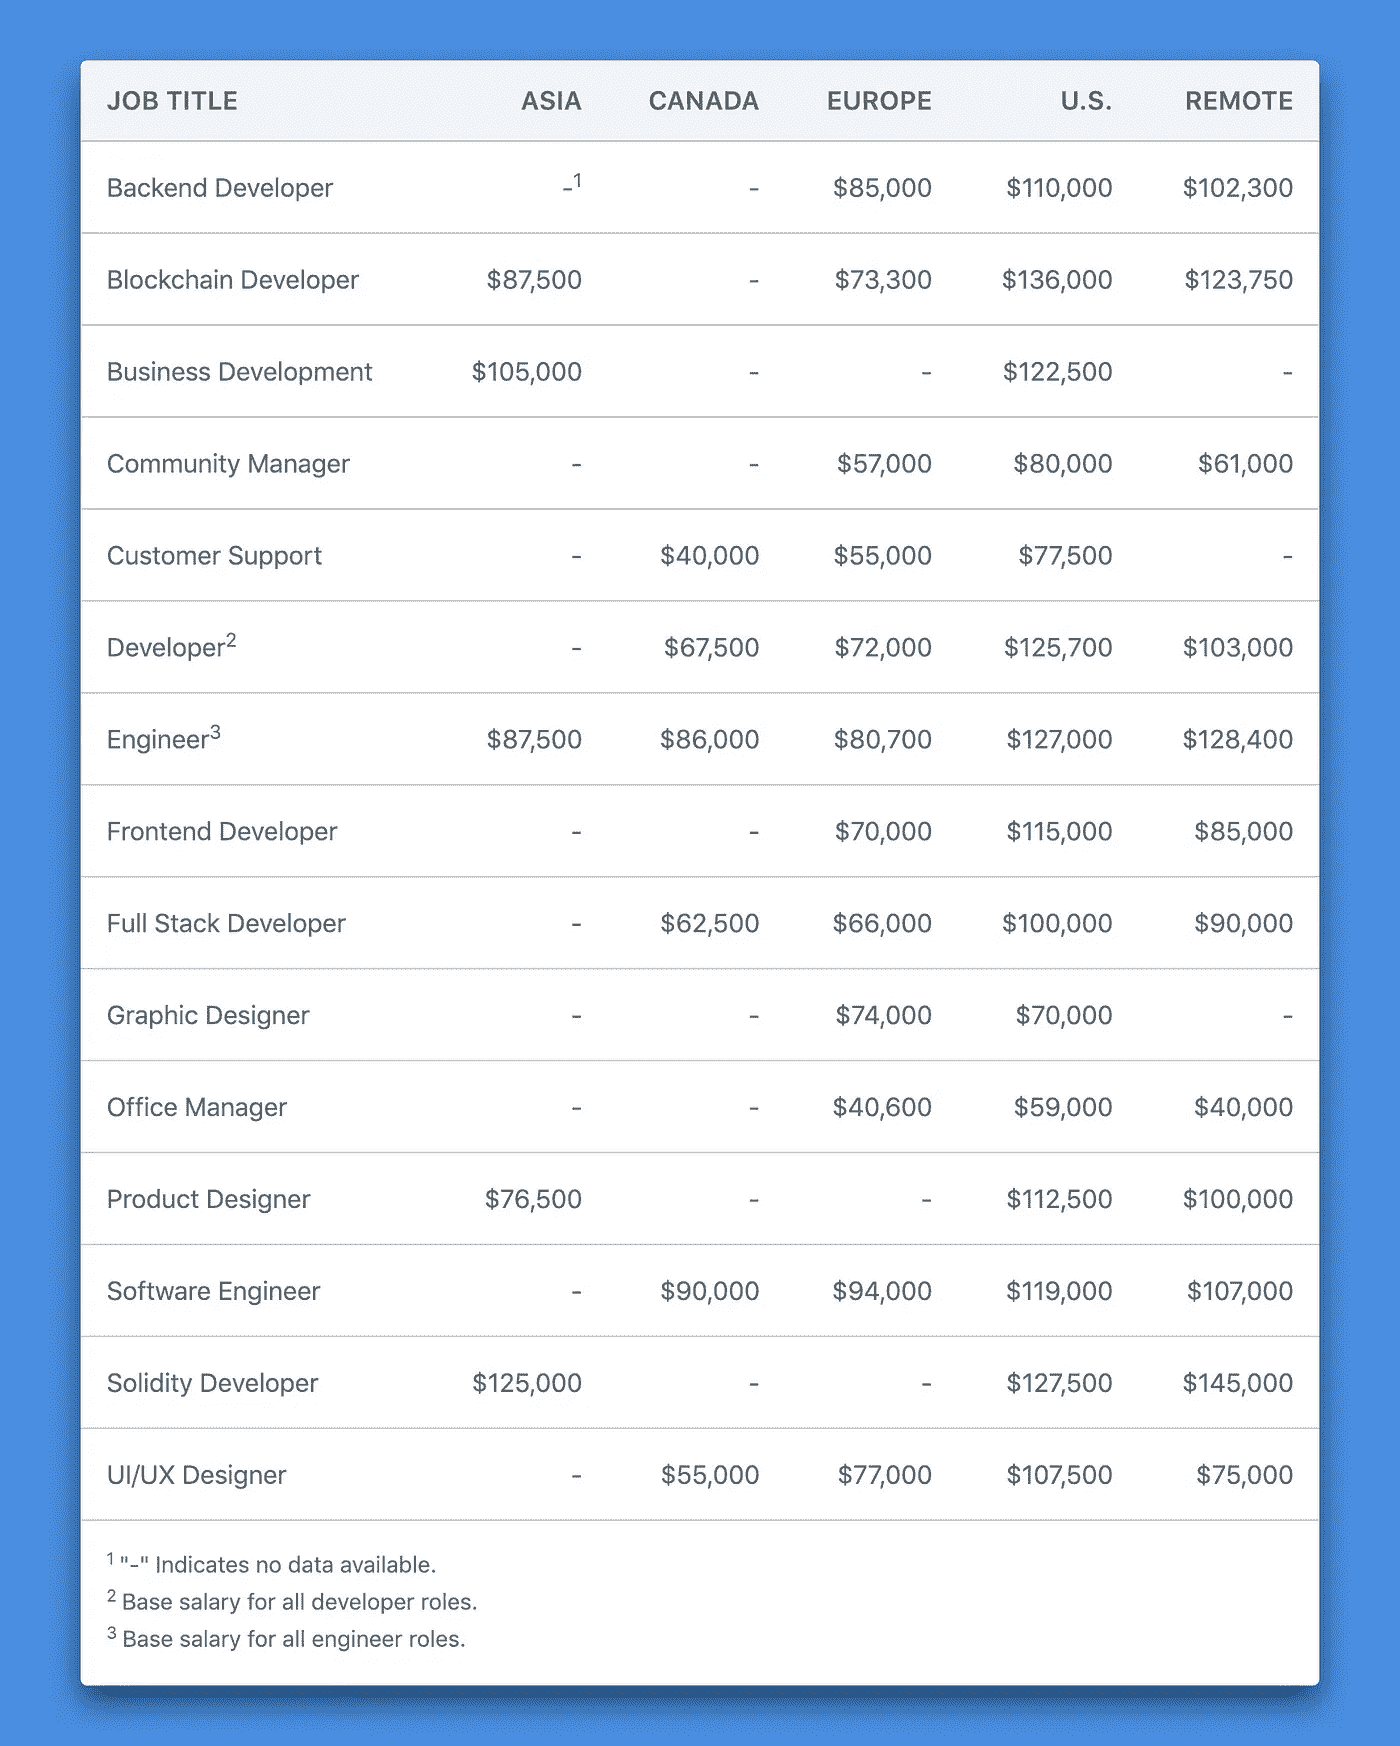 JOB TITLE ASIA CANADA EUROPE U.S. REMOTE
Backend Developer -¹ - $85,000 $110,000 $102,300
Blockchain Developer $87,500 - $73,300 $136,000 $123,750
Business Development $105,000 - - $122,500 -
Community Manager - - $57,000 $80,000 $61,000
Customer Support - $40,000 $55,000 $77,500 -
Developer² - $67,500 $72,000 $125,700 $103,000
Engineer³ $87,500 $86,000 $80,700 $127,000 $128,400
Frontend Developer - - $70,000 $115,000 $85,000
Full Stack Developer - $62,500 $66,000 $100,000 $90,000
Graphic Designer - - $74,000 $70,000 -
Office Manager - - $40,600 $59,000 $40,000
Product Designer $76,500 - - $112,500 $100,000
Software Engineer - $90,000 $94,000 $119,000 $107,000
Solidity Developer $125,000 - - $127,500 $145,000
UI/UX Designer - $55,000 $77,000 $107,500 $75,000
¹ "-" Indicates no data available.
² Base salary for all developer roles.
³ Base salary for all engineer roles.